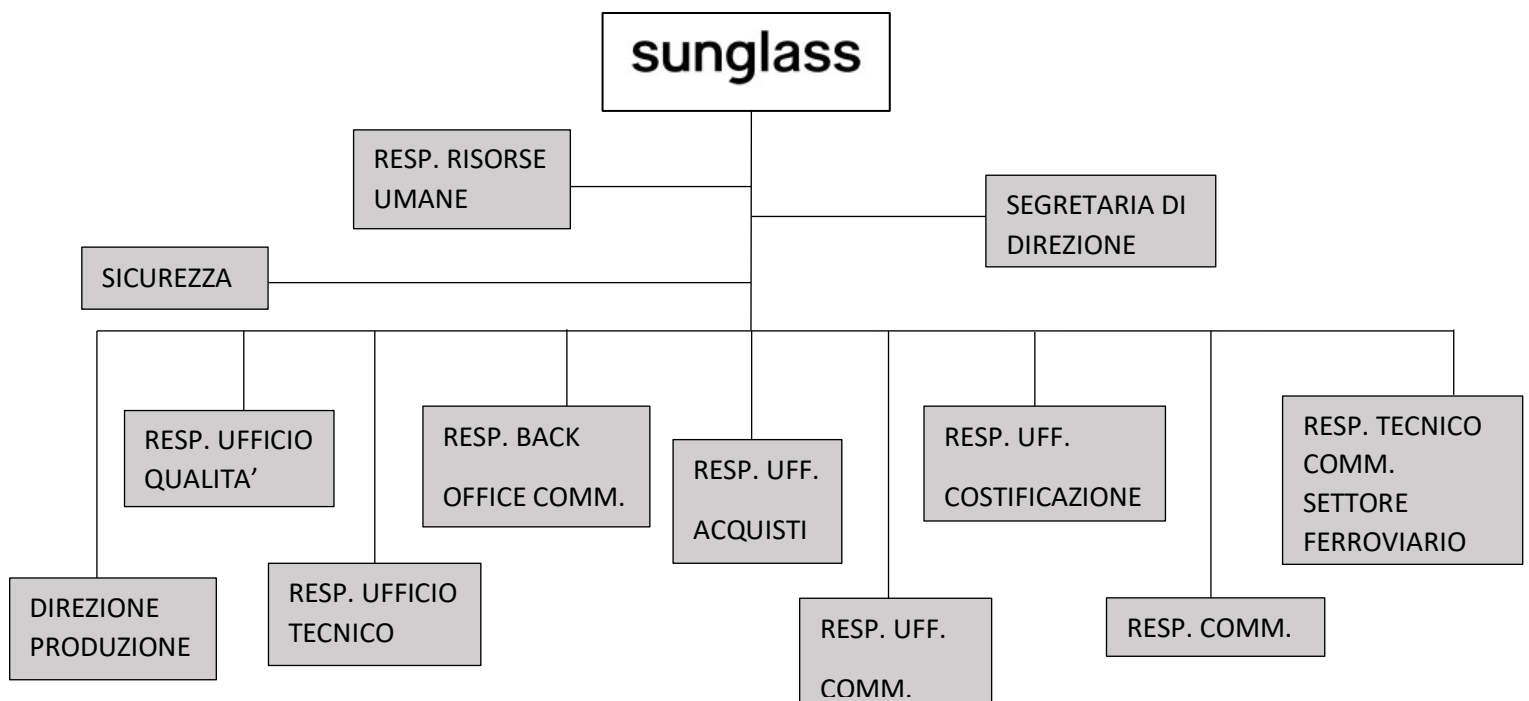 sunglass
RESP. RISORSE
UMANE
SEGRETARIA DI
DIREZIONE
SICUREZZA
RESP. UFFICIO
QUALITA’
RESP. BACK
OFFICE COMM.
RESP. UFF.
ACQUISTI
RESP. UFF.
COSTIFICAZIONE
RESP. TECNICO
COMM.
SETTORE
FERROVIARIO
DIREZIONE
PRODUZIONE
RESP. UFFICIO
TECNICO
RESP. UFF.
COMM.
RESP. COMM.